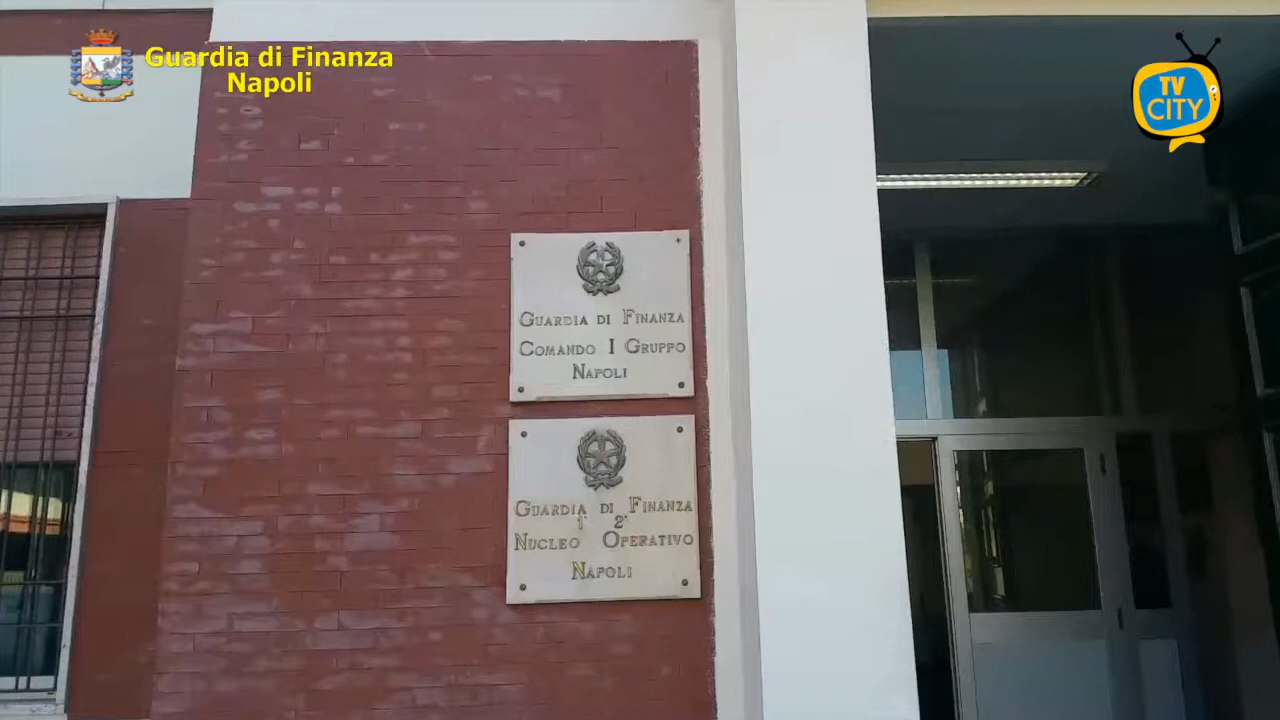 Guardia di Finanza
Napoli
TV
CITY
GUARDIA DI FINANZA
COMANDO I GRUPPO
NAPOLI
GUARDIA DI FINANZA
1° 2°
NUCLEO OPERATIVO
NAPOLI